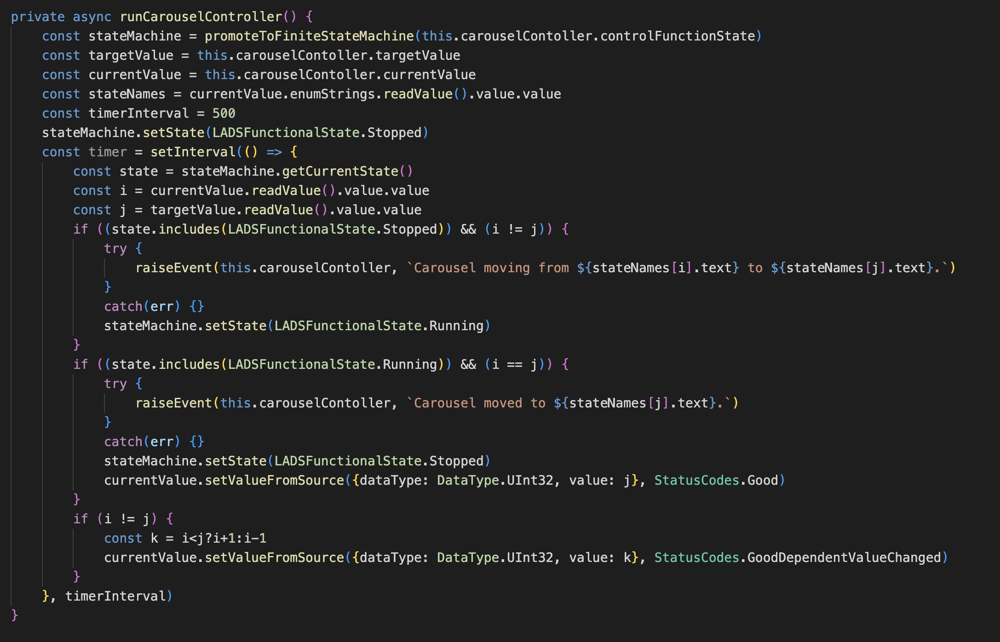 private async runCarouselController() {
    const stateMachine = promoteToFiniteStateMachine(this.carouselContoller.controlFunctionState)
    const targetValue = this.carouselContoller.targetValue
    const currentValue = this.carouselContoller.currentValue
    const stateNames = currentValue.enumStrings.readValue().value.value
    const timerInterval = 500
    stateMachine.setState(LADSFunctionalState.Stopped)
    const timer = setInterval(() => {
        const state = stateMachine.getCurrentState()
        const i = currentValue.readValue().value.value
        const j = targetValue.readValue().value.value
        if ((state.includes(LADSFunctionalState.Stopped)) && (i != j)) {
            try {
                raiseEvent(this.carouselContoller, `Carousel moving from ${stateNames[i].text} to ${stateNames[j].text}.`)
            }
            catch(err) {}
            stateMachine.setState(LADSFunctionalState.Running)
        }
        if ((state.includes(LADSFunctionalState.Running)) && (i == j)) {
            try {
                raiseEvent(this.carouselContoller, `Carousel moved to ${stateNames[j].text}.`)
            }
            catch(err) {}
            stateMachine.setState(LADSFunctionalState.Stopped)
            currentValue.setValueFromSource({dataType: DataType.UInt32, value: j}, StatusCodes.Good)
        }
        if (i != j) {
            const k = i<j?i+1:i-1
            currentValue.setValueFromSource({dataType: DataType.UInt32, value: k}, StatusCodes.GoodDependentValueChanged)
        }
    }, timerInterval)
}